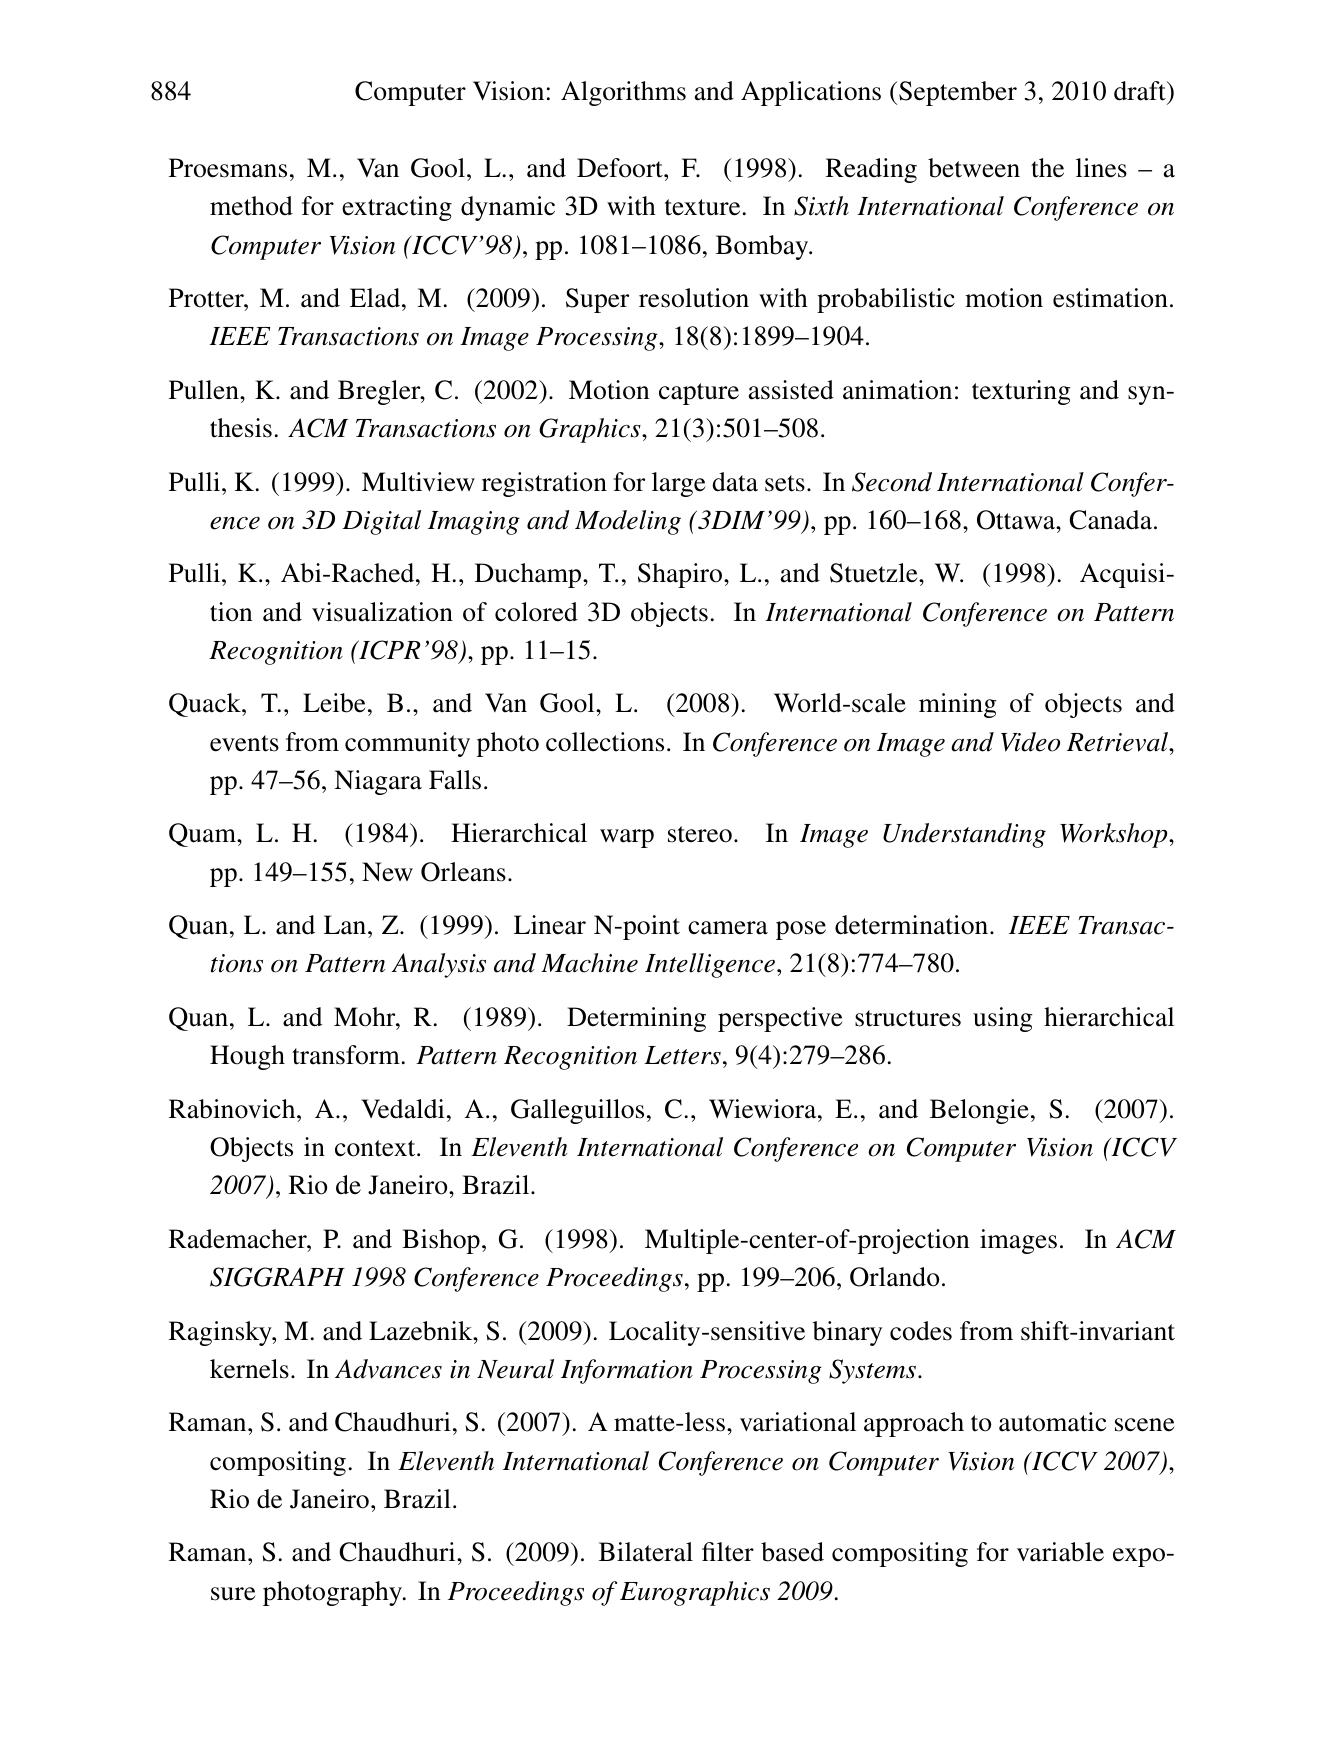 884 Computer Vision: Algorithms and Applications (September 3, 2010 draft)
Proesmans, M., Van Gool, L., and Defoort, F. (1998). Reading between the lines – a
method for extracting dynamic 3D with texture. In Sixth International Conference on
Computer Vision (ICCV’98), pp. 1081–1086, Bombay.
Protter, M. and Elad, M. (2009). Super resolution with probabilistic motion estimation.
IEEE Transactions on Image Processing, 18(8):1899–1904.
Pullen, K. and Bregler, C. (2002). Motion capture assisted animation: texturing and syn-
thesis. ACM Transactions on Graphics, 21(3):501–508.
Pulli, K. (1999). Multiview registration for large data sets. In Second International Confer-
ence on 3D Digital Imaging and Modeling (3DIM’99), pp. 160–168, Ottawa, Canada.
Pulli, K., Abi-Rached, H., Duchamp, T., Shapiro, L., and Stuetzle, W. (1998). Acquisi-
tion and visualization of colored 3D objects. In International Conference on Pattern
Recognition (ICPR’98), pp. 11–15.
Quack, T., Leibe, B., and Van Gool, L. (2008). World-scale mining of objects and
events from community photo collections. In Conference on Image and Video Retrieval,
pp. 47–56, Niagara Falls.
Quam, L. H. (1984). Hierarchical warp stereo. In Image Understanding Workshop,
pp. 149–155, New Orleans.
Quan, L. and Lan, Z. (1999). Linear N-point camera pose determination. IEEE Transac-
tions on Pattern Analysis and Machine Intelligence, 21(8):774–780.
Quan, L. and Mohr, R. (1989). Determining perspective structures using hierarchical
Hough transform. Pattern Recognition Letters, 9(4):279–286.
Rabinovich, A., Vedaldi, A., Galleguillos, C., Wiewiora, E., and Belongie, S. (2007).
Objects in context. In Eleventh International Conference on Computer Vision (ICCV
2007), Rio de Janeiro, Brazil.
Rademacher, P. and Bishop, G. (1998). Multiple-center-of-projection images. In ACM
SIGGRAPH 1998 Conference Proceedings, pp. 199–206, Orlando.
Raginsky, M. and Lazebnik, S. (2009). Locality-sensitive binary codes from shift-invariant
kernels. In Advances in Neural Information Processing Systems.
Raman, S. and Chaudhuri, S. (2007). A matte-less, variational approach to automatic scene
compositing. In Eleventh International Conference on Computer Vision (ICCV 2007),
Rio de Janeiro, Brazil.
Raman, S. and Chaudhuri, S. (2009). Bilateral filter based compositing for variable expo-
sure photography. In Proceedings of Eurographics 2009.